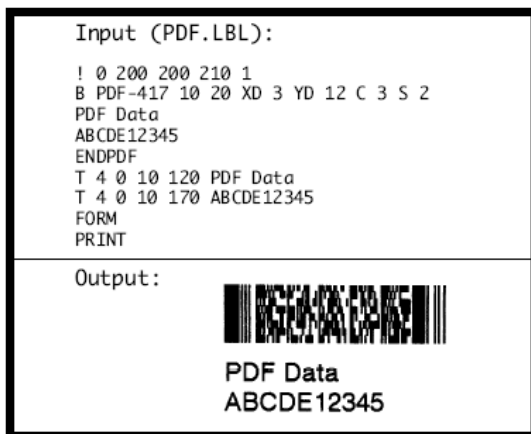 Input (PDF.LBL):
! 0 200 200 210 1
B PDF-417 10 20 XD 3 YD 12 C 3 S 2
PDF Data
ABCDE12345
ENDPDF
T 4 0 10 120 PDF Data
T 4 0 10 170 ABCDE12345
FORM
PRINT
Output:
PDF Data
ABCDE12345